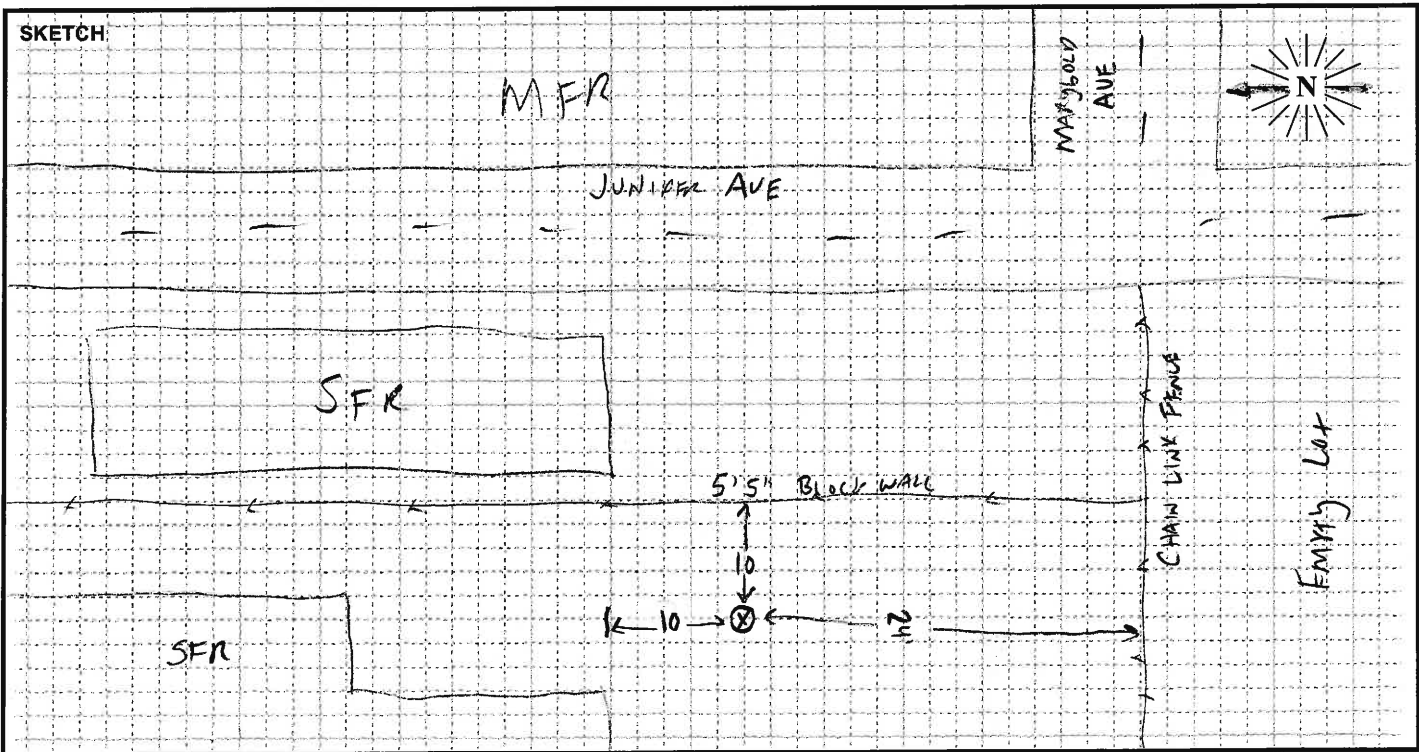 SKETCH
MFR
MARYGOLD
AVE
N
JUNIPER AVE
SFR
5'5" BLOCK WALL
CHAIN LINK FENCE
EMPTY LOT
10
10
24
SFR